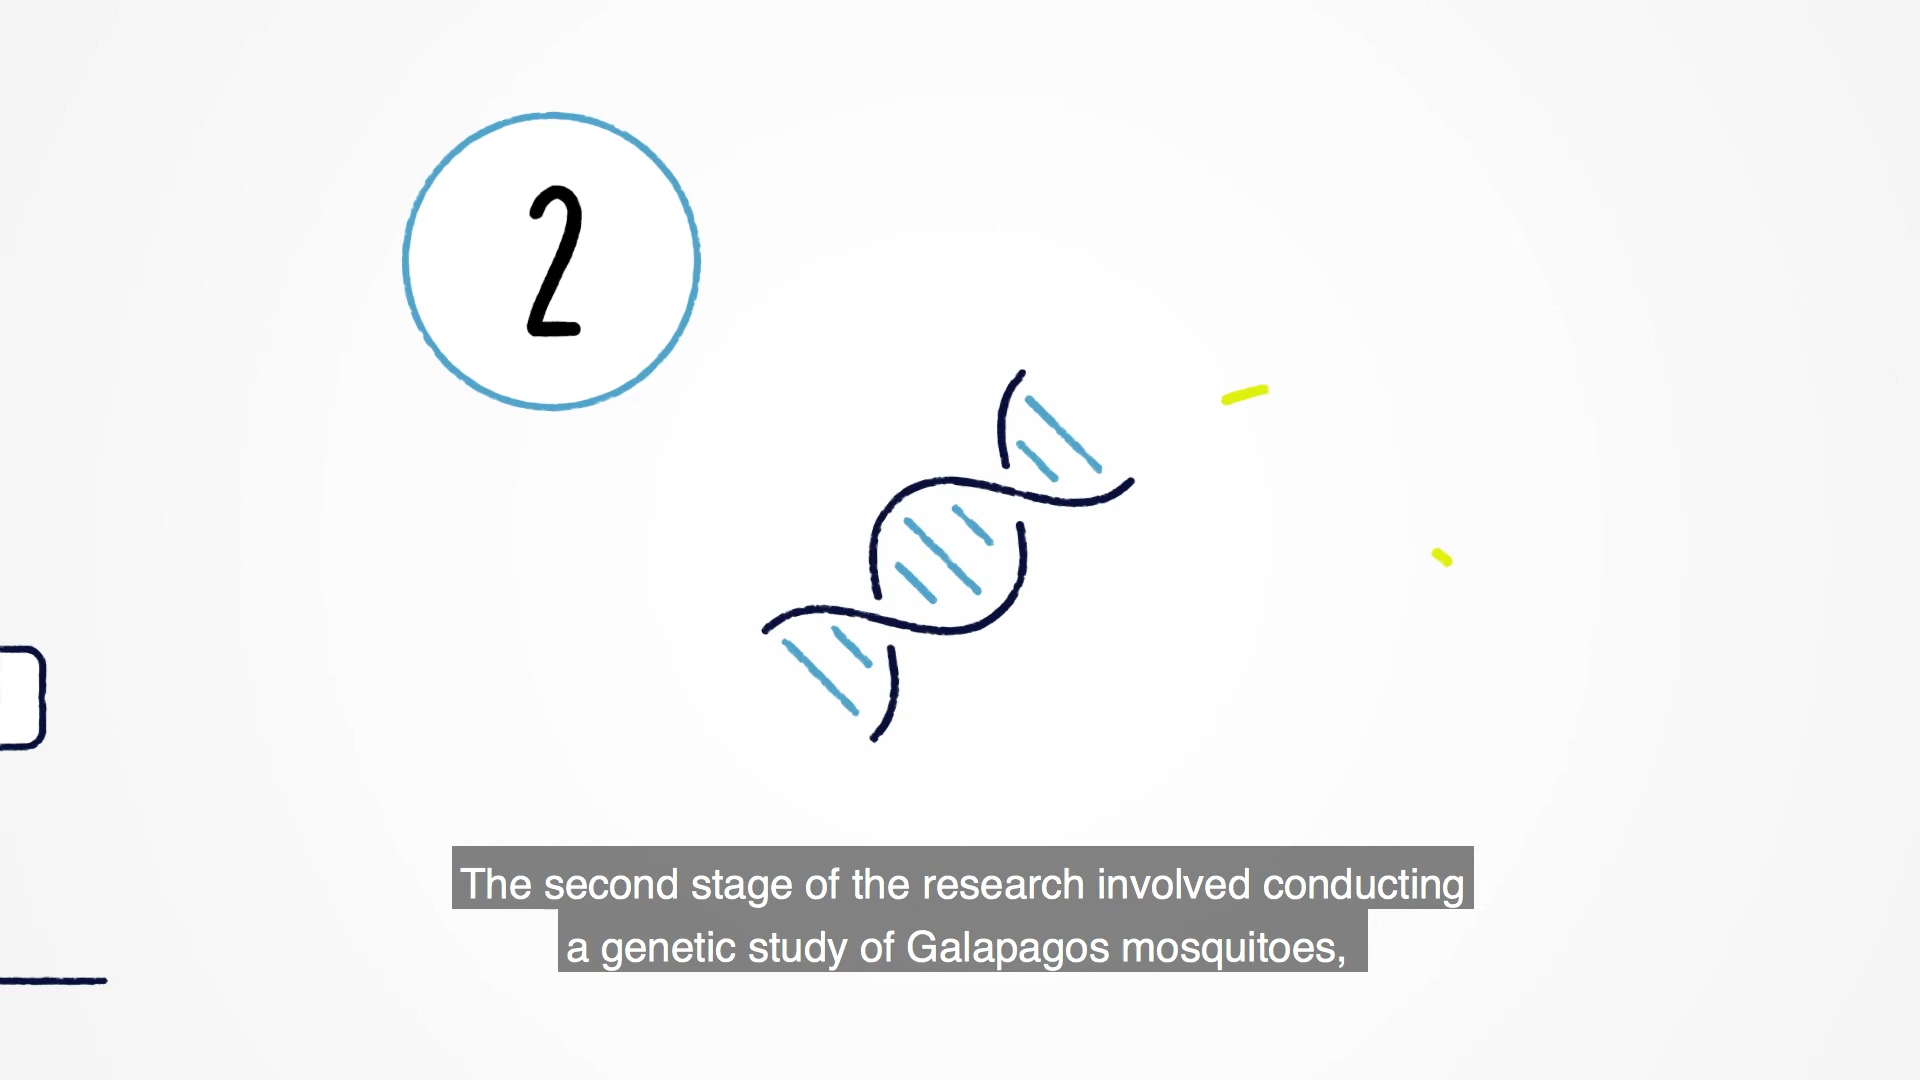 2
The second stage of the research involved conducting
a genetic study of Galapagos mosquitoes,